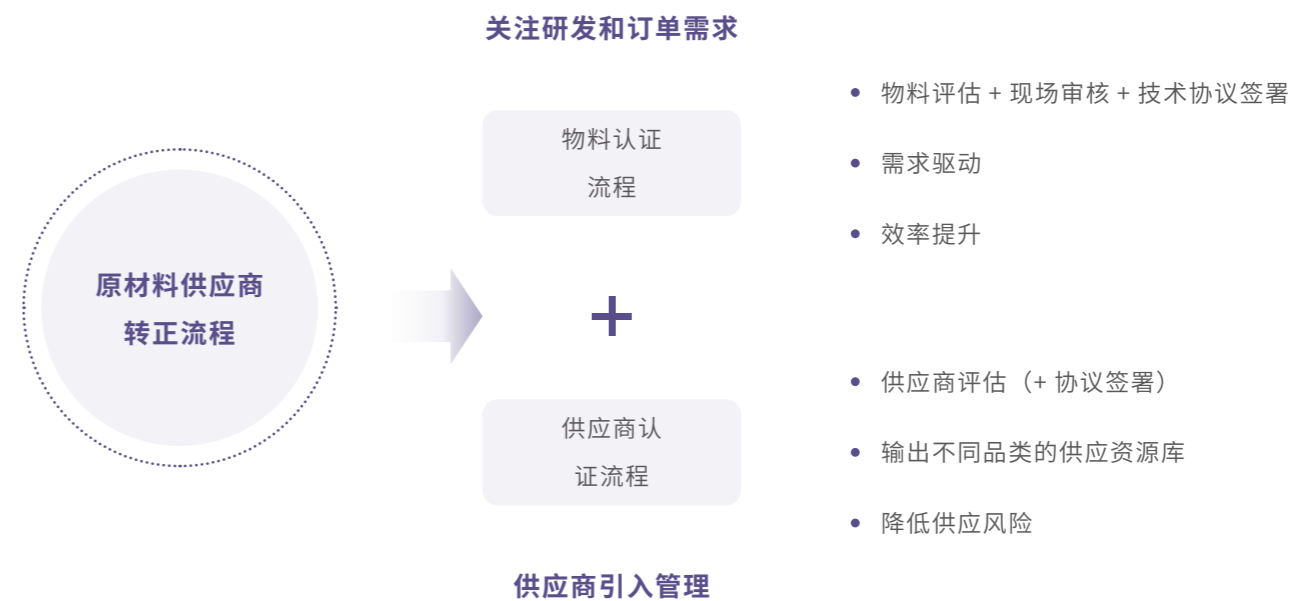 关注研发和订单需求
原材料供应商
转正流程
物料认证
流程
物料评估 + 现场审核 + 技术协议签署
需求驱动
效率提升
+
供应商认
证流程
供应商评估（+ 协议签署）
输出不同品类的供应资源库
降低供应风险
供应商引入管理